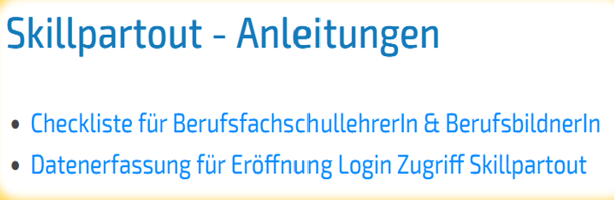 Skillpartout - Anleitungen
• Checkliste für BerufsfachschullehrerIn & BerufsbildnerIn
• Datenerfassung für Eröffnung Login Zugriff Skillpartout